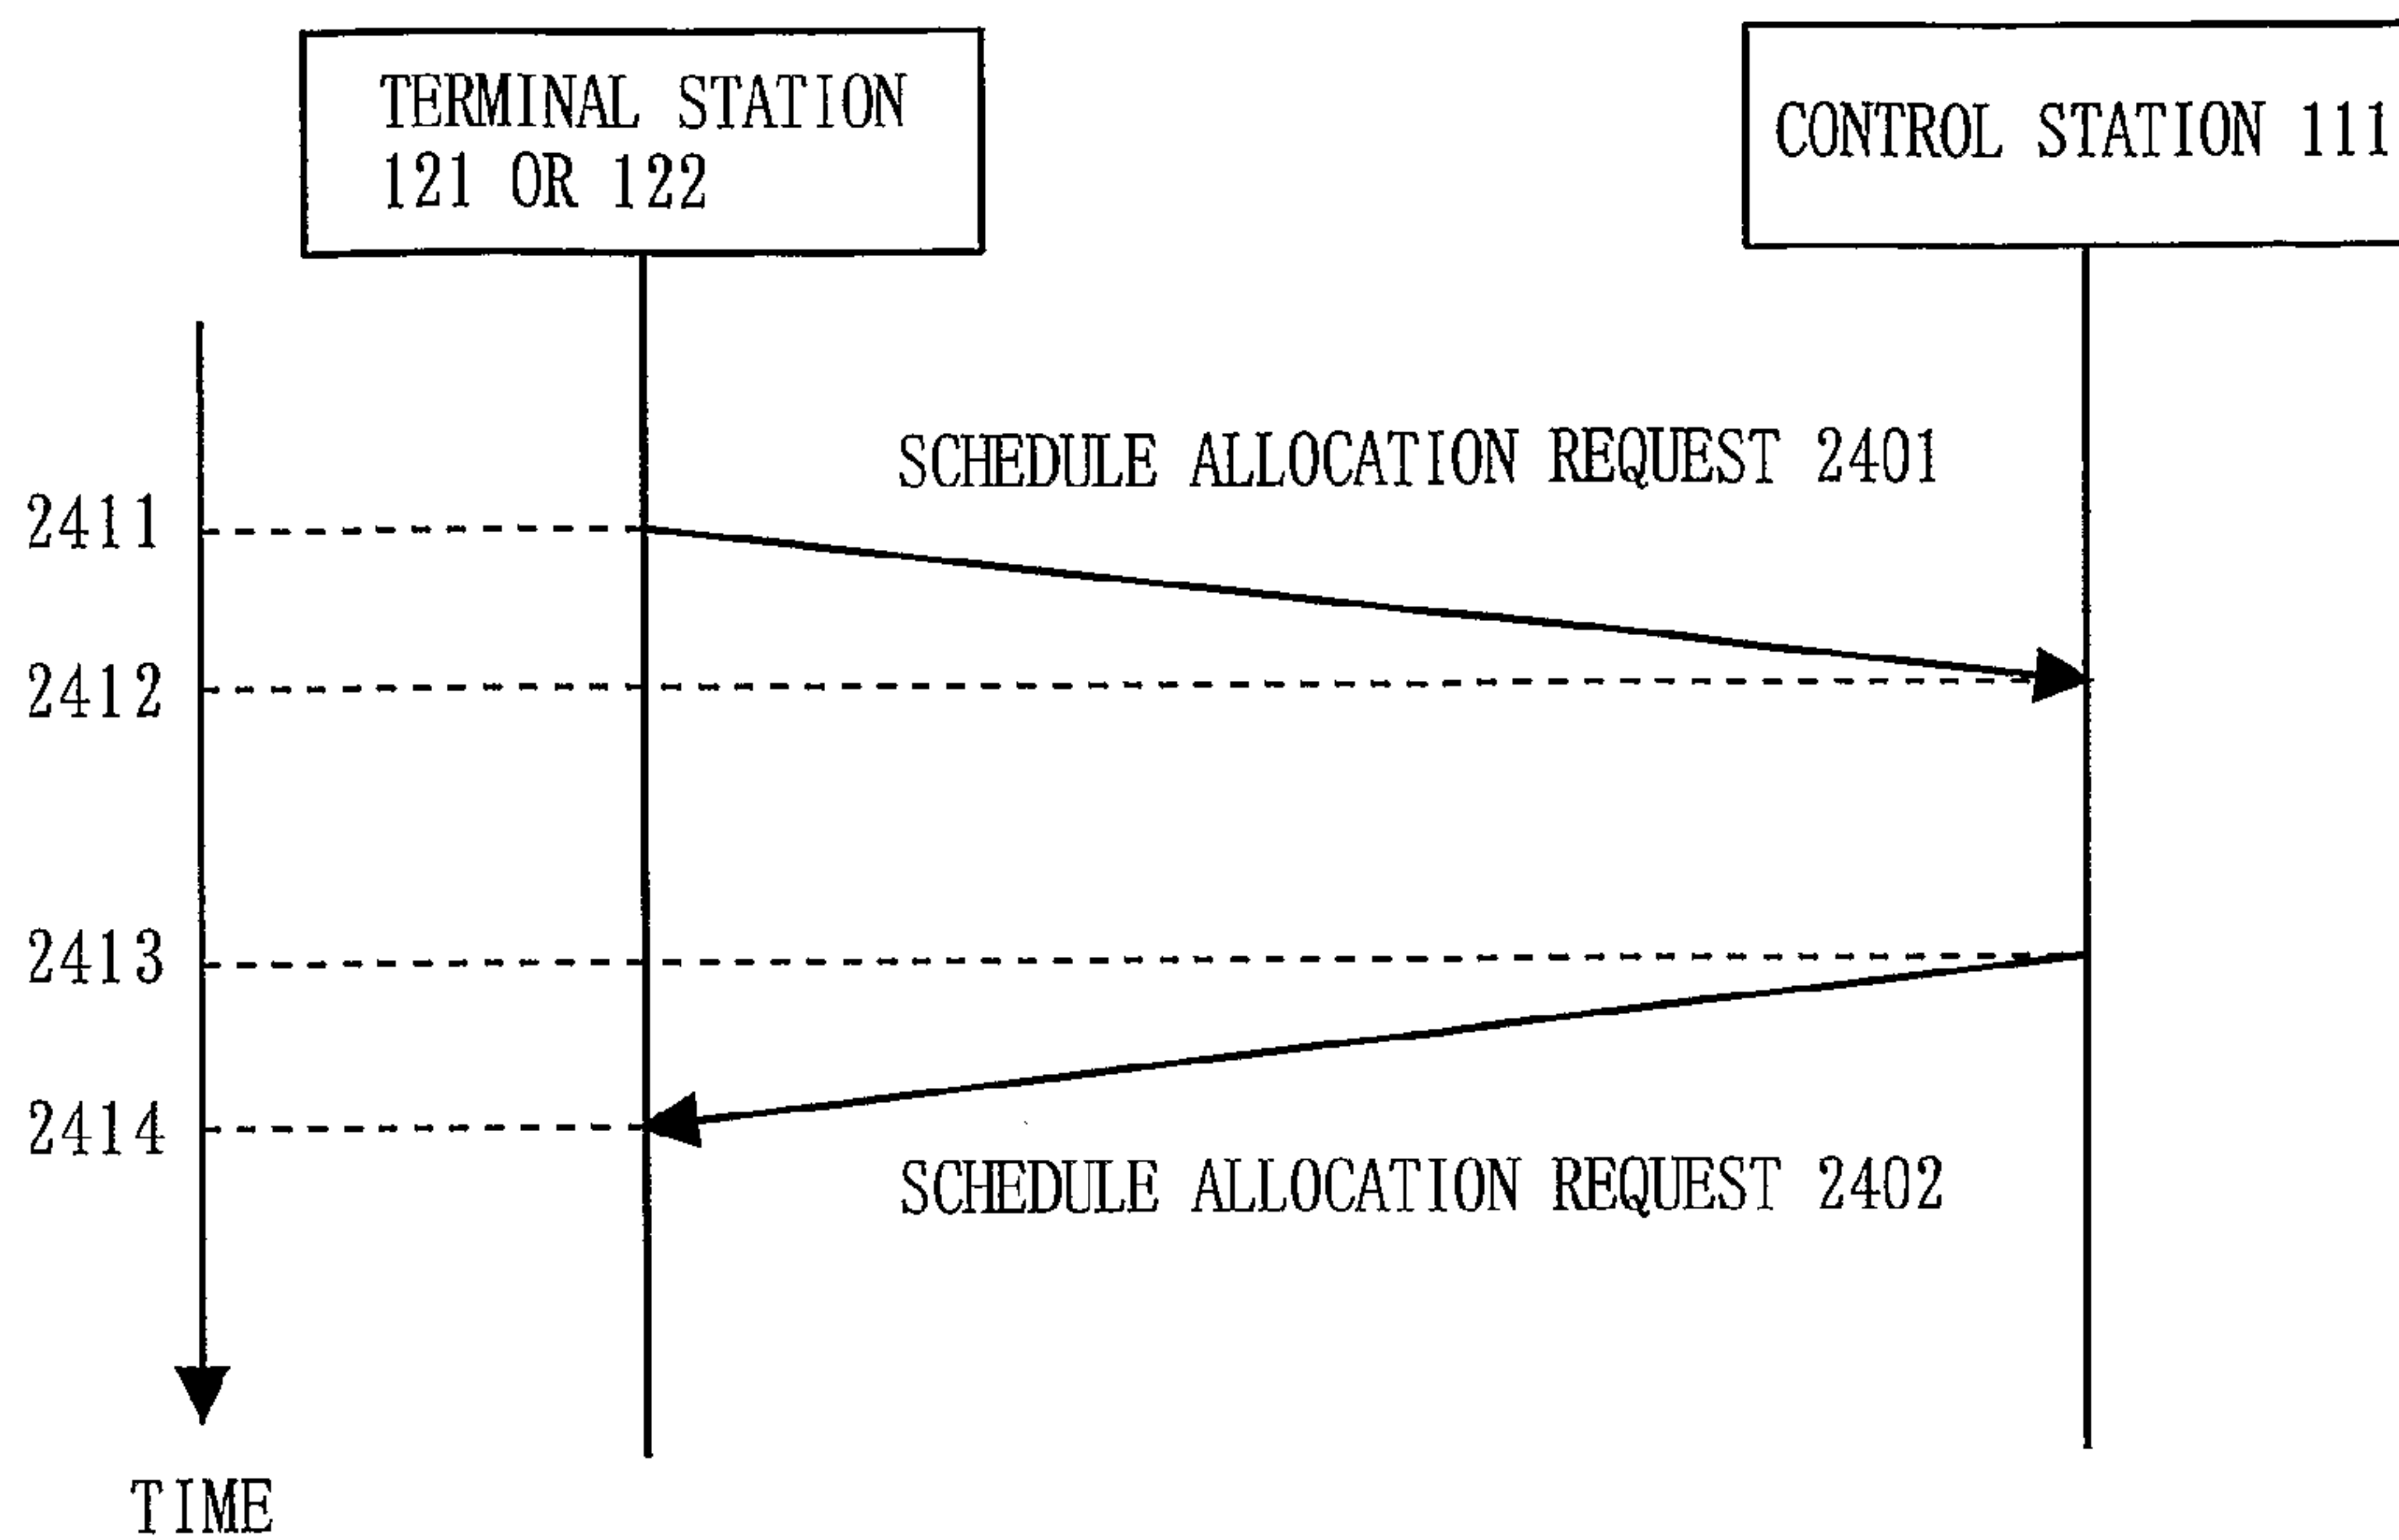 TERMINAL STATION
121 OR 122
CONTROL STATION 111
SCHEDULE ALLOCATION REQUEST 2401
2411
2412
2413
2414
SCHEDULE ALLOCATION REQUEST 2402
TIME